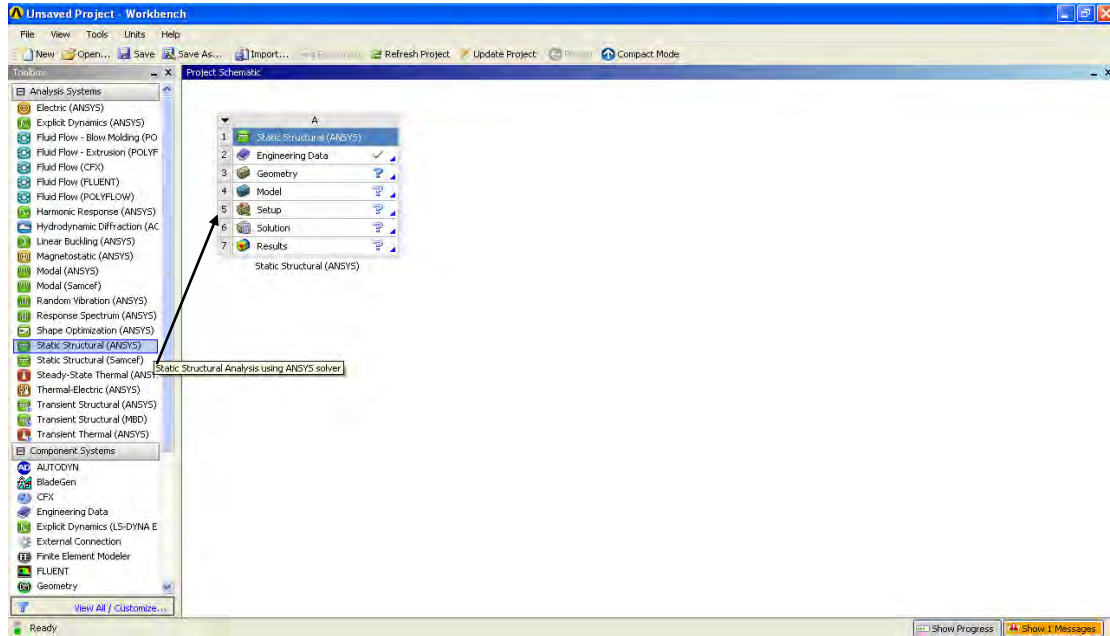 Unsaved Project - Workbench
File View Tools Units Help
New Open... Save Save As... Import... Refresh Project Update Project Compact Mode
Toolbox
Project Schematic
Analysis Systems
Electric (ANSYS)
Explicit Dynamics (ANSYS)
Fluid Flow - Blow Molding (PO
Fluid Flow - Extrusion (POLYF
Fluid Flow (CFX)
Fluid Flow (FLUENT)
Fluid Flow (POLYFLOW)
Harmonic Response (ANSYS)
Hydrodynamic Diffraction (AC
Linear Buckling (ANSYS)
Magnetostatic (ANSYS)
Modal (ANSYS)
Modal (Samcef)
Random Vibration (ANSYS)
Response Spectrum (ANSYS)
Shape Optimization (ANSYS)
Static Structural (ANSYS)
Static Structural (Samcef)
Steady-State Thermal (ANSY
Thermal-Electric (ANSYS)
Transient Structural (ANSYS)
Transient Structural (MBD)
Transient Thermal (ANSYS)
Component Systems
AUTODYN
BladeGen
CFX
Engineering Data
Explicit Dynamics (LS-DYNA E
External Connection
Finite Element Modeler
FLUENT
Geometry
View All / Customize...
A
1 Static Structural (ANSYS)
2 Engineering Data
3 Geometry ?
4 Model ?
5 Setup ?
6 Solution ?
7 Results ?
Static Structural (ANSYS)
Static Structural Analysis using ANSYS solver
Ready
Show Progress
Show 1 Messages